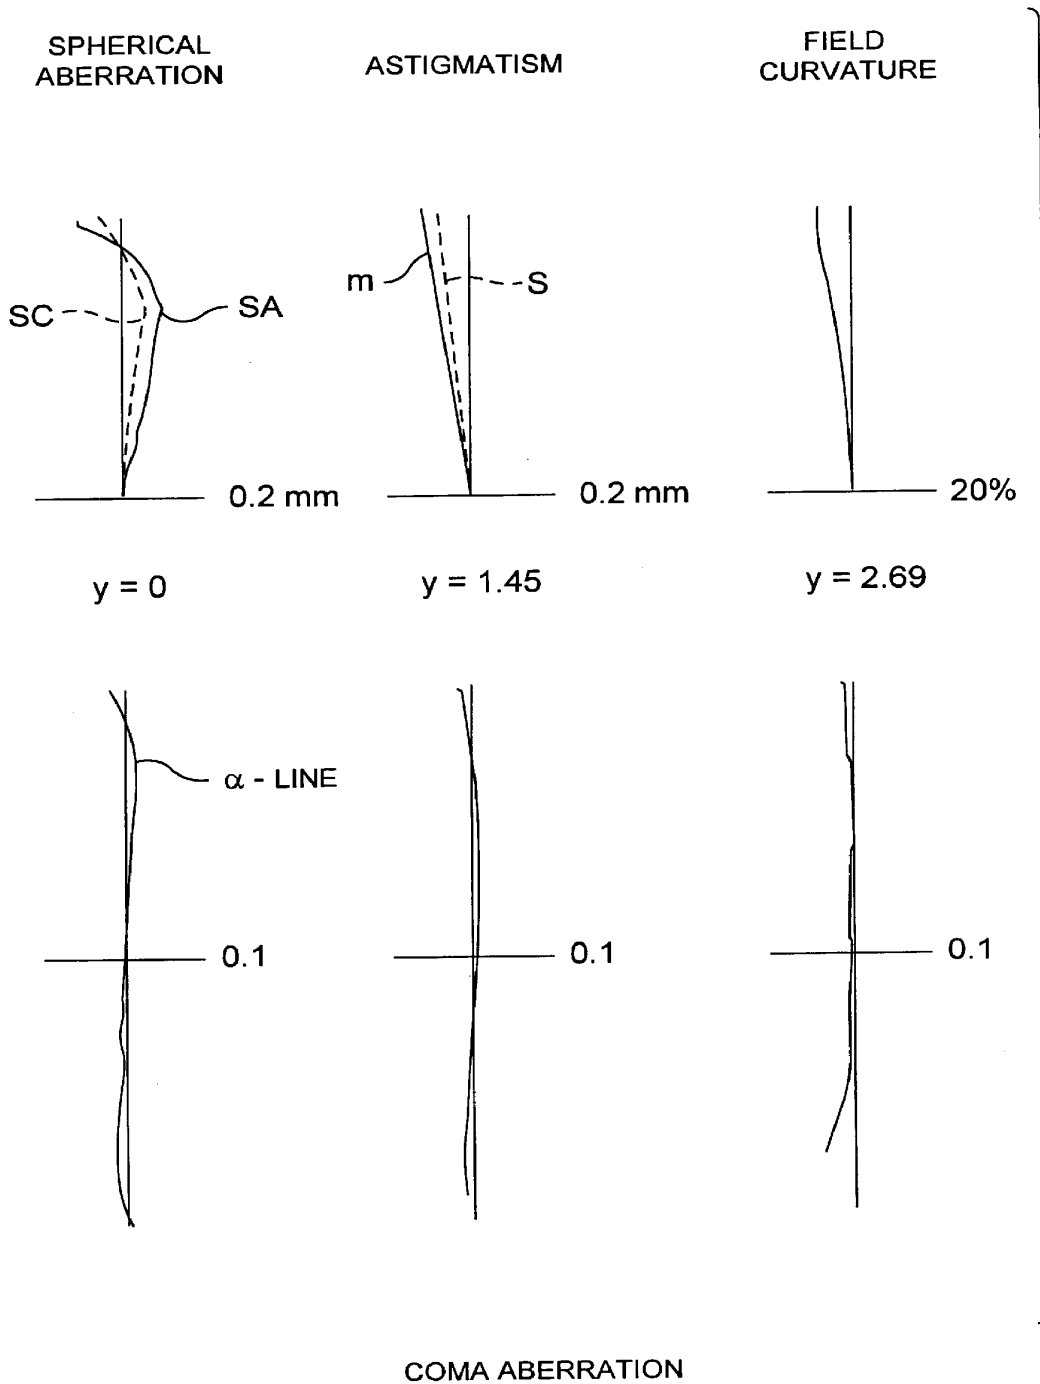 SPHERICAL
ABERRATION
ASTIGMATISM
FIELD
CURVATURE
m
S
SC
SA
0.2 mm
0.2 mm
20%
y = 0
y = 1.45
y = 2.69
α - LINE
0.1
0.1
0.1
COMA ABERRATION